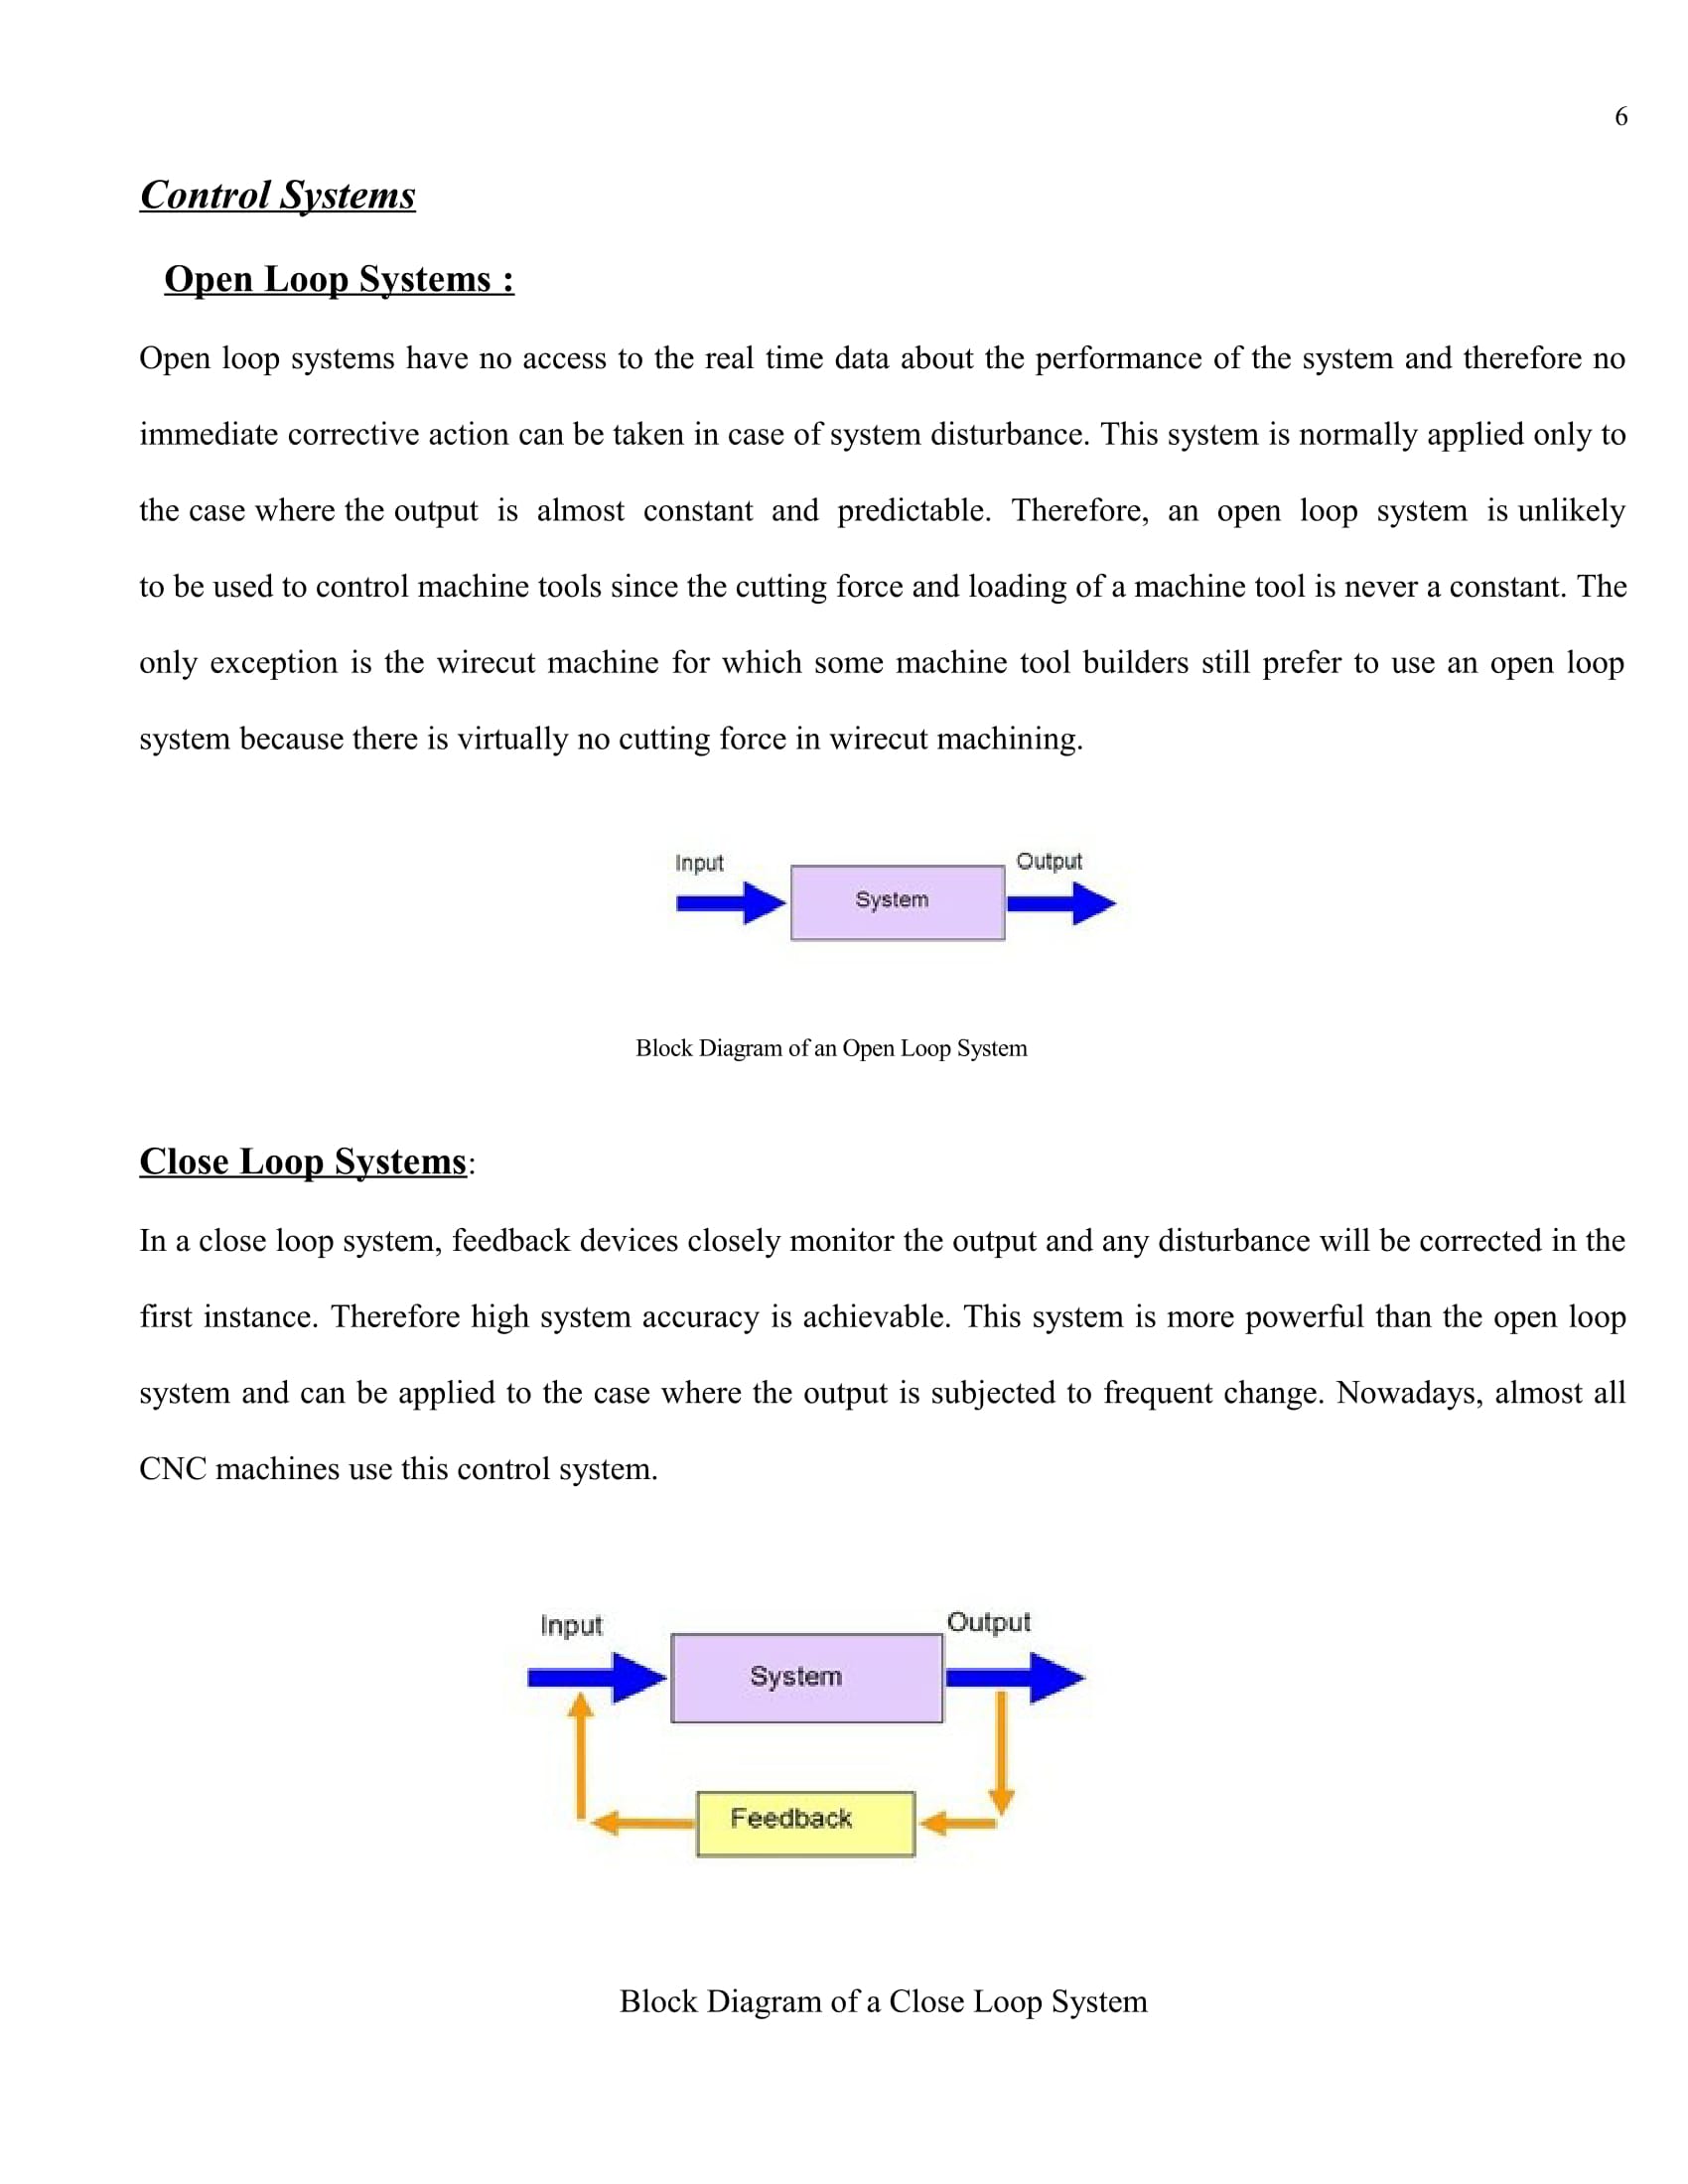 6
Control Systems
Open Loop Systems :
Open loop systems have no access to the real time data about the performance of the system and therefore no
immediate corrective action can be taken in case of system disturbance. This system is normally applied only to
the case where the output is almost constant and predictable. Therefore, an open loop system is unlikely
to be used to control machine tools since the cutting force and loading of a machine tool is never a constant. The
only exception is the wirecut machine for which some machine tool builders still prefer to use an open loop
system because there is virtually no cutting force in wirecut machining.
Input
Output
System
Block Diagram of an Open Loop System
Close Loop Systems:
In a close loop system, feedback devices closely monitor the output and any disturbance will be corrected in the
first instance. Therefore high system accuracy is achievable. This system is more powerful than the open loop
system and can be applied to the case where the output is subjected to frequent change. Nowadays, almost all
CNC machines use this control system.
Input
Output
System
Feedback
Block Diagram of a Close Loop System